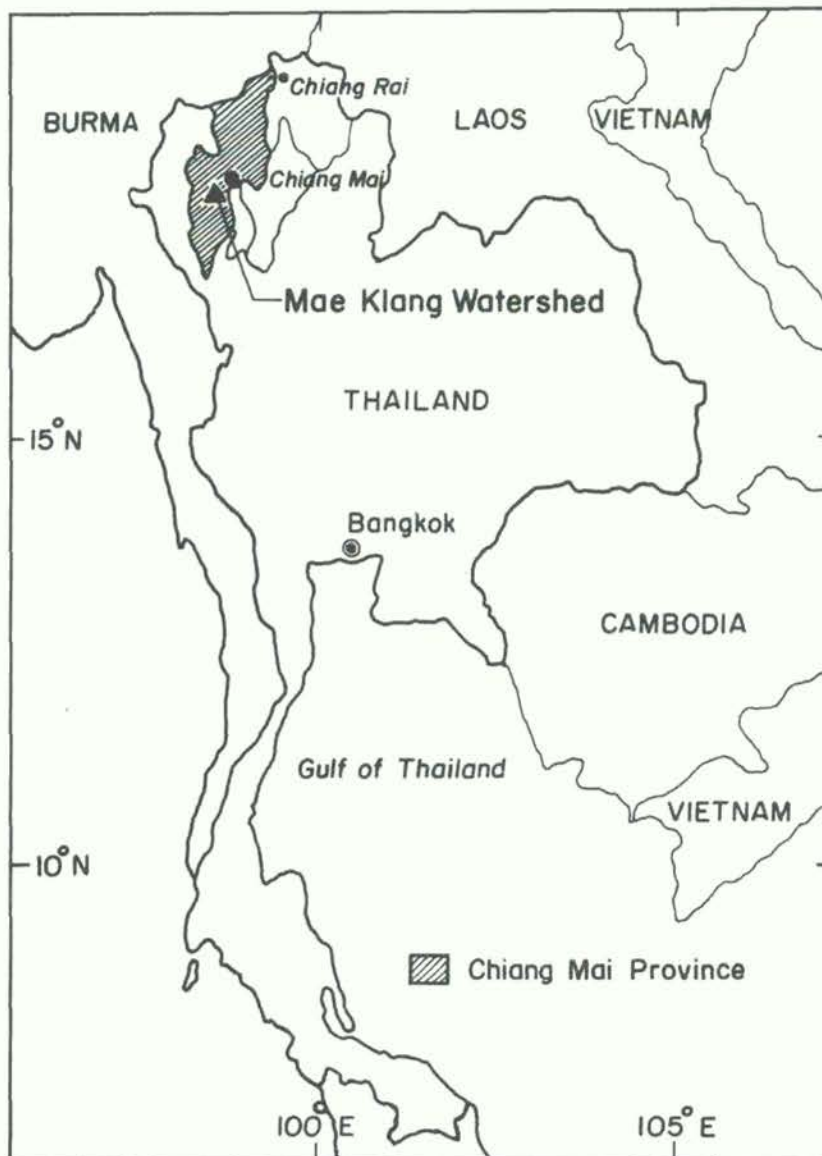 Chiang Rai
BURMA
LAOS
VIETNAM
Chiang Mai
Mae Klang Watershed
THAILAND
15°N
Bangkok
CAMBODIA
Gulf of Thailand
VIETNAM
10°N
Chiang Mai Province
100°E
105°E